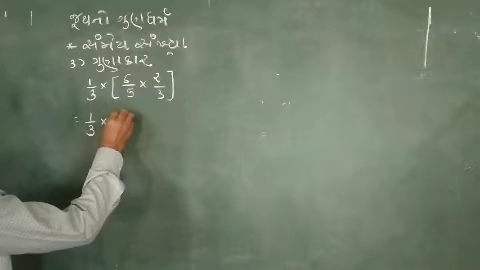 જૂથની ગુણધર્મ
* સંમેય સંખ્યા
3> ગુણાકાર
1/3 × [ 6/5 × 2/3 ]
= 1/3 ×